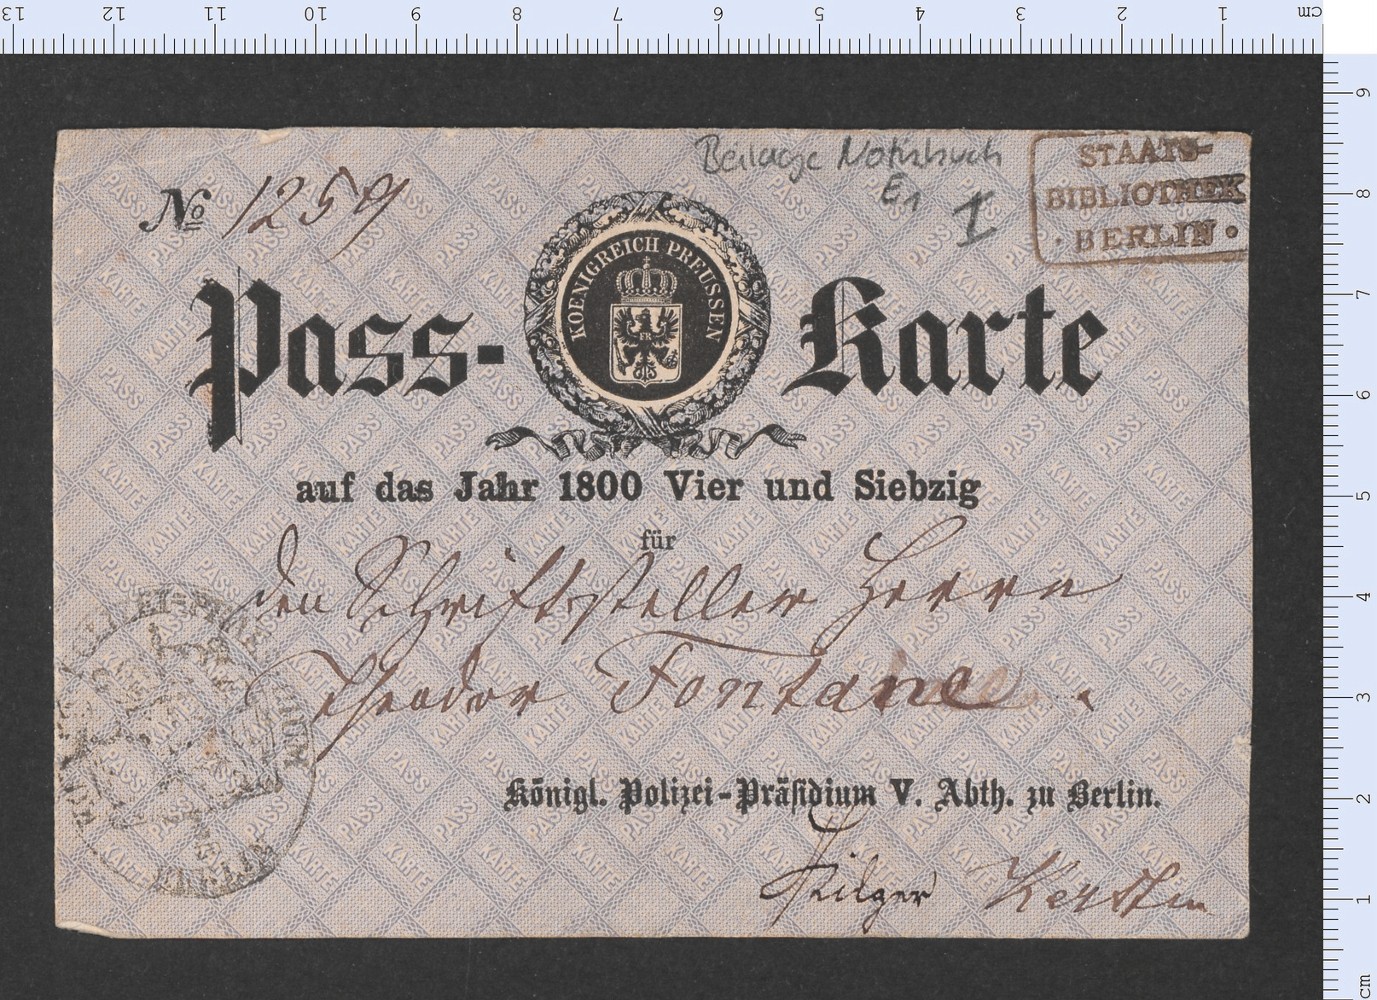 Beilage Notizbuch
E1 I
STAATS-
BIBLIOTHEK
· BERLIN ·
No 1259
KOENIGREICH PREUSSEN
Pass-Karte
auf das Jahr 1800 Vier und Siebzig
für
den Schriftsteller Herrn
Theodor Fontane.
Königl. Polizei-Präsidium V. Abth. zu Berlin.